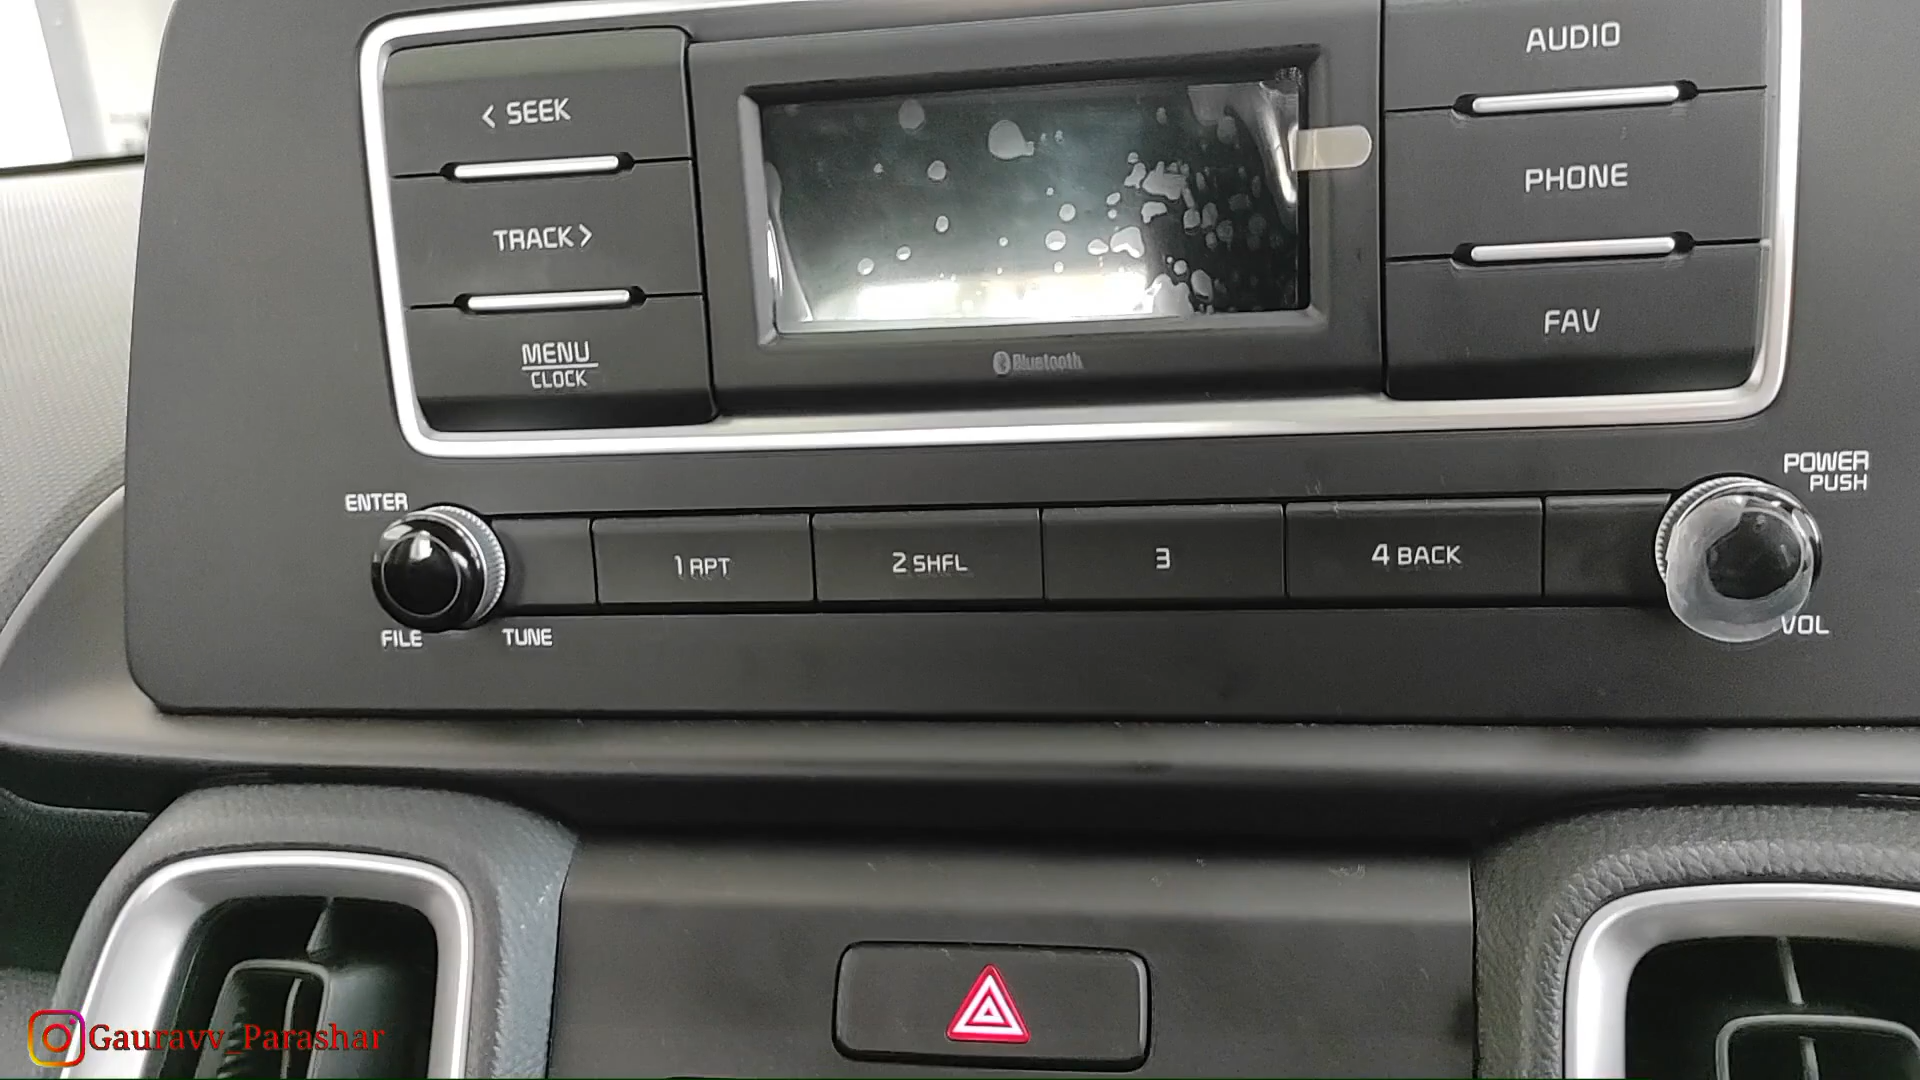 < SEEK
TRACK >
MENU
CLOCK
Bluetooth
AUDIO
PHONE
FAV
ENTER
FILE
TUNE
1 RPT
2 SHFL
3
4 BACK
POWER
PUSH
VOL
Gauravv_Parashar